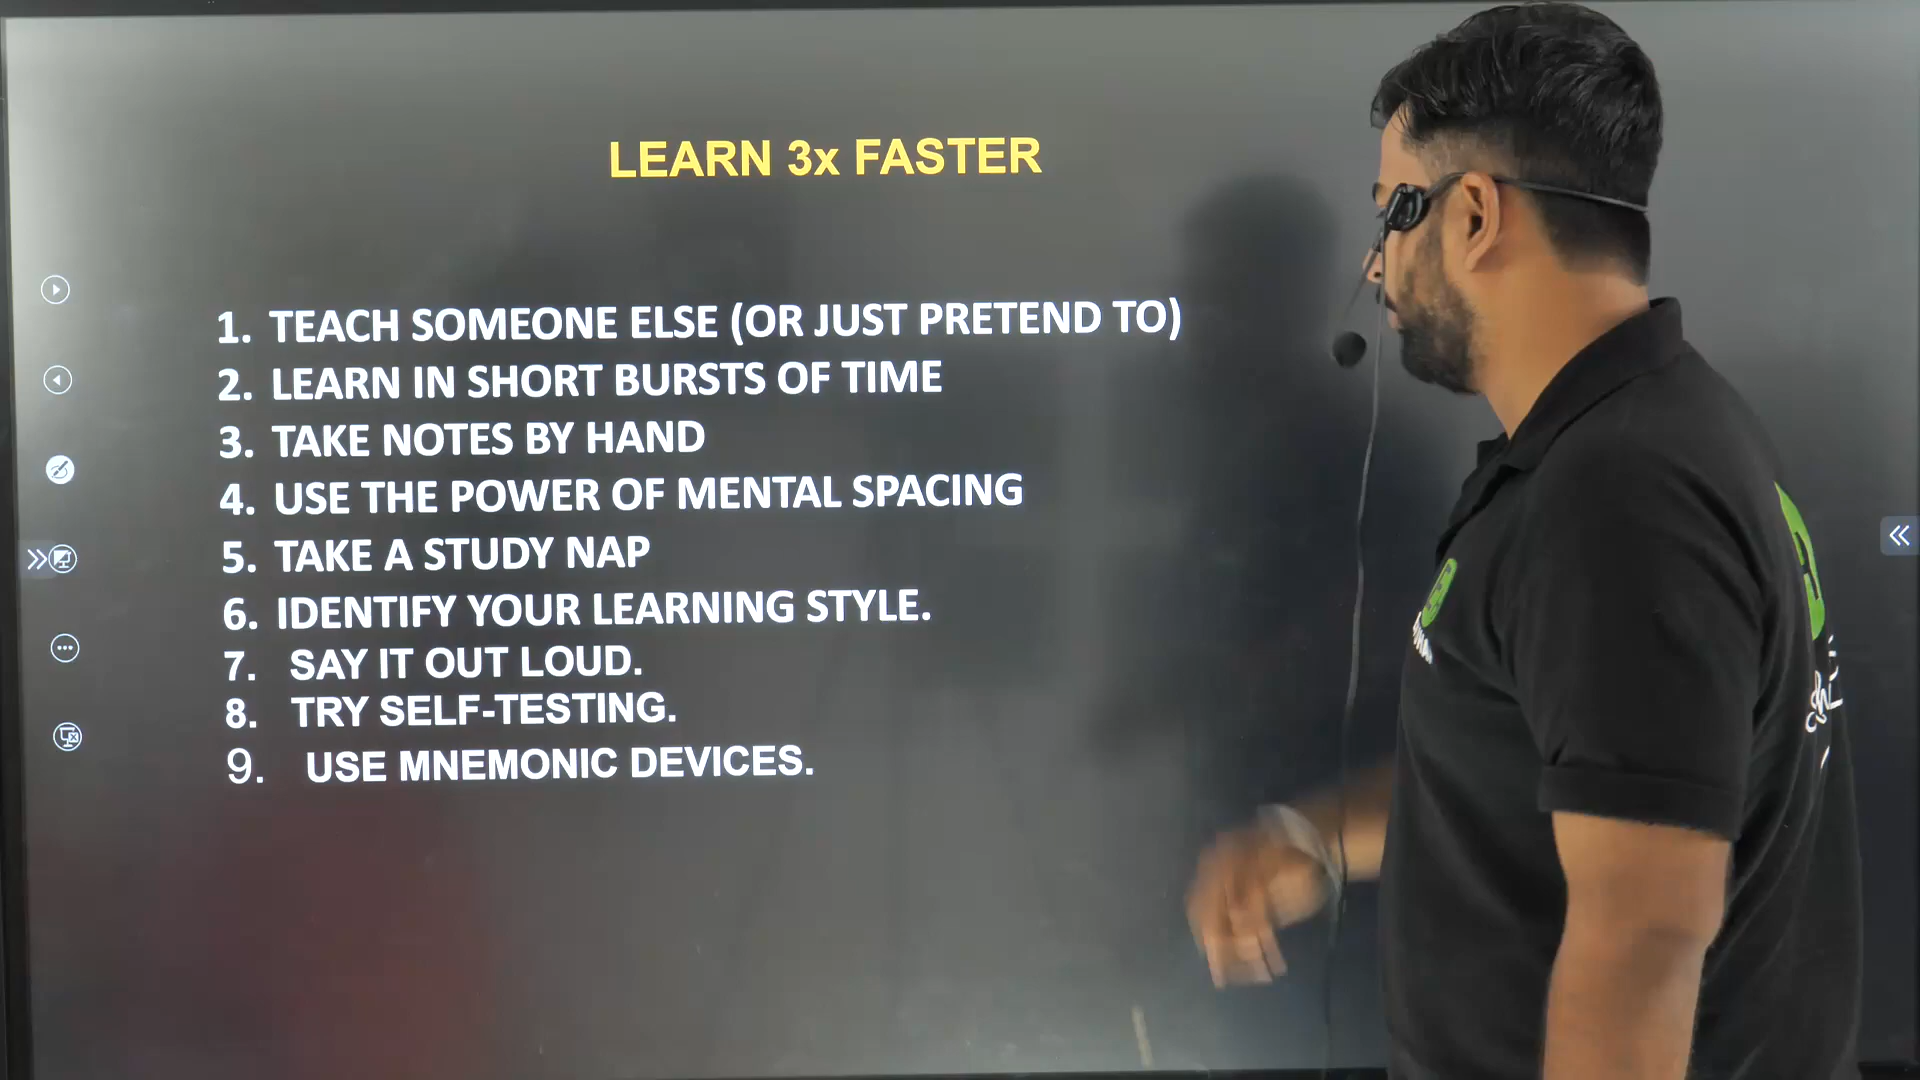 LEARN 3x FASTER
1. TEACH SOMEONE ELSE (OR JUST PRETEND TO)
2. LEARN IN SHORT BURSTS OF TIME
3. TAKE NOTES BY HAND
4. USE THE POWER OF MENTAL SPACING
5. TAKE A STUDY NAP
6. IDENTIFY YOUR LEARNING STYLE.
7. SAY IT OUT LOUD.
8. TRY SELF-TESTING.
9. USE MNEMONIC DEVICES.